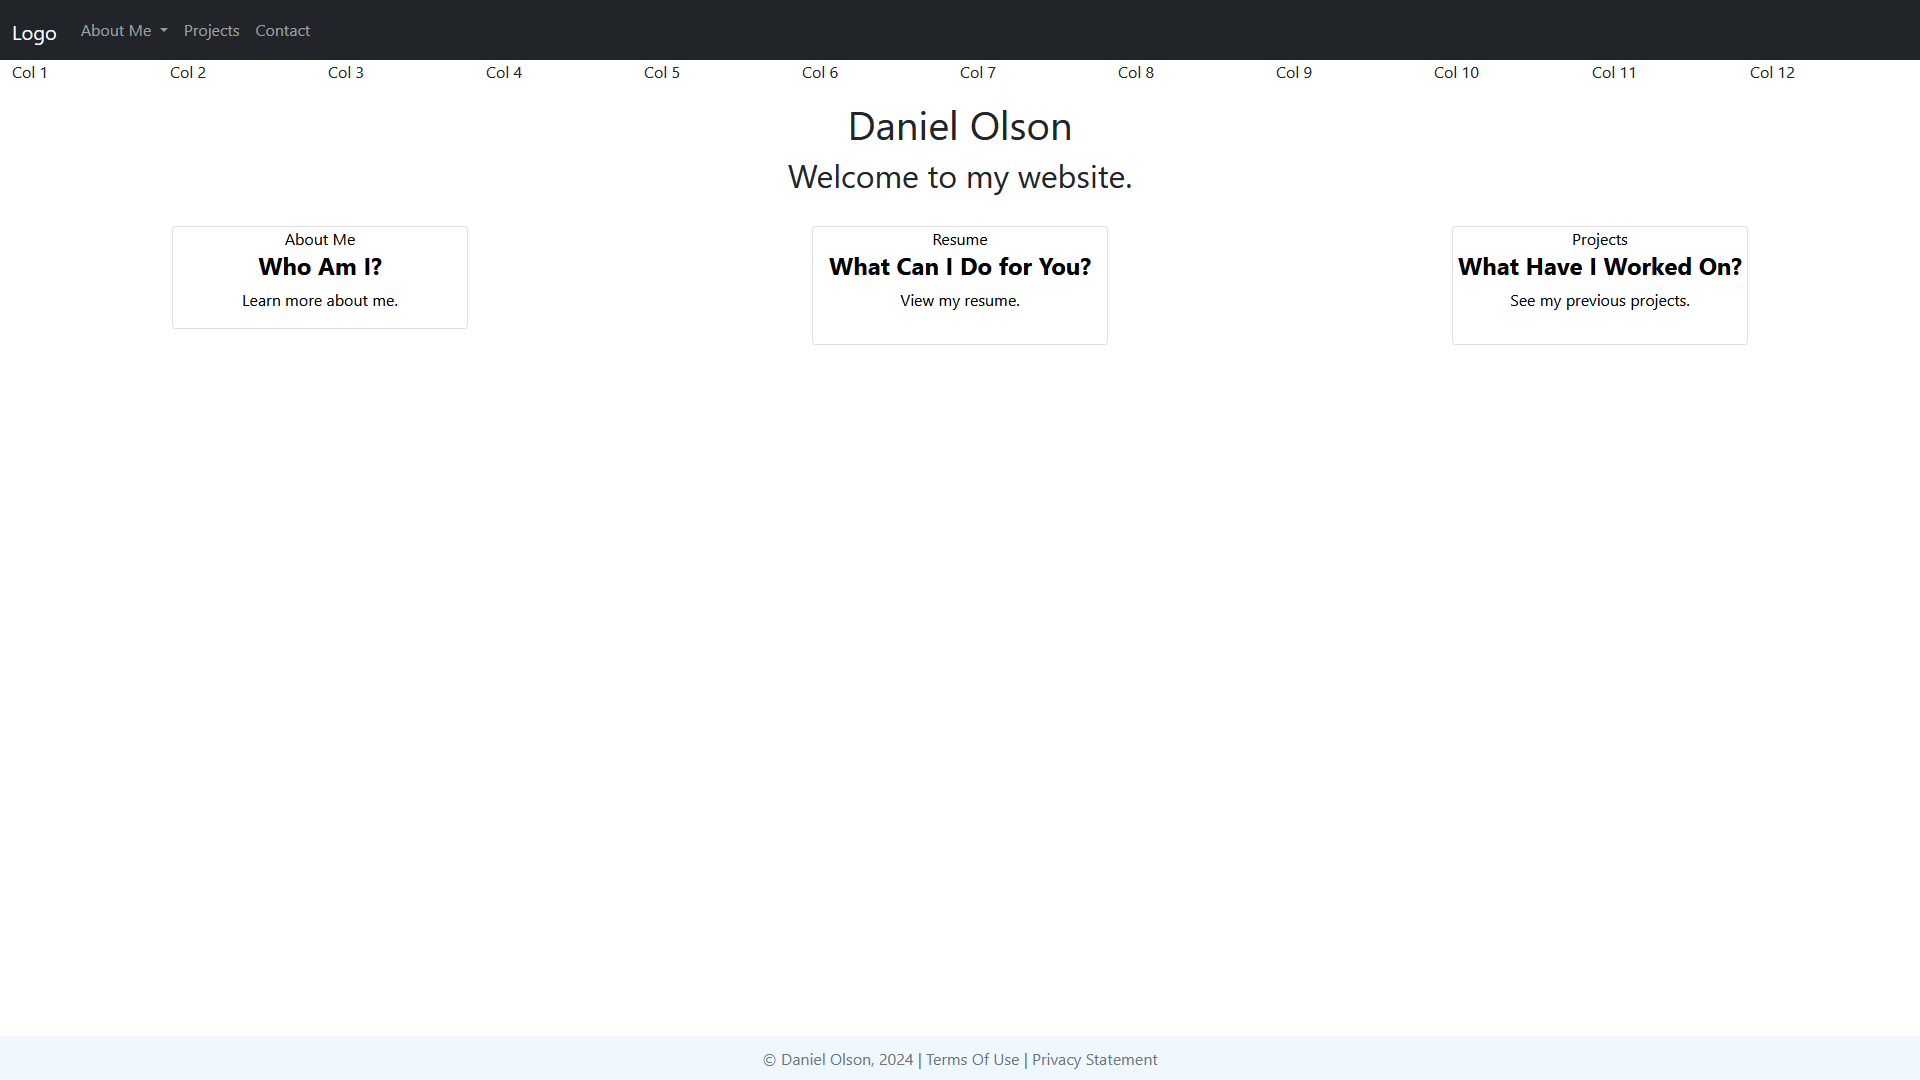 Logo About Me Projects Contact
Col 1 Col 2 Col 3 Col 4 Col 5 Col 6 Col 7 Col 8 Col 9 Col 10 Col 11 Col 12
Daniel Olson
Welcome to my website.
About Me
Who Am I?
Learn more about me.
Resume
What Can I Do for You?
View my resume.
Projects
What Have I Worked On?
See my previous projects.
© Daniel Olson, 2024 | Terms Of Use | Privacy Statement